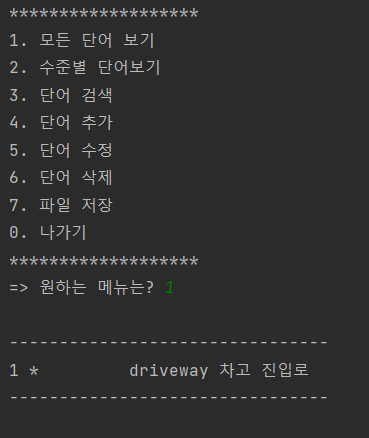 *******************
1. 모든 단어 보기
2. 수준별 단어보기
3. 단어 검색
4. 단어 추가
5. 단어 수정
6. 단어 삭제
7. 파일 저장
0. 나가기
*******************
=> 원하는 메뉴는? 1
--------------------------------
1 *         driveway 차고 진입로
--------------------------------